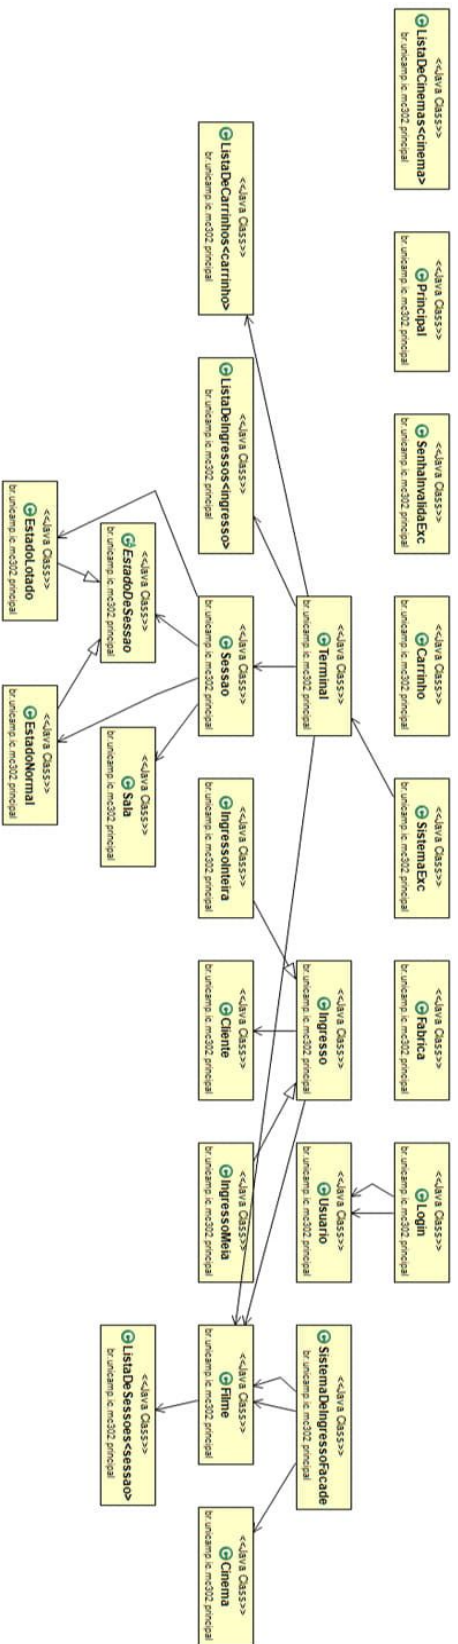 <<Java Class>>
ListaDeCinemas<cinema>
br.unicamp.ic.mc302.principal
<<Java Class>>
Principal
br.unicamp.ic.mc302.principal
<<Java Class>>
SenhaInvalidaExc
br.unicamp.ic.mc302.principal
<<Java Class>>
Carrinho
br.unicamp.ic.mc302.principal
<<Java Class>>
SistemaExc
br.unicamp.ic.mc302.principal
<<Java Class>>
Fabrica
br.unicamp.ic.mc302.principal
<<Java Class>>
Login
br.unicamp.ic.mc302.principal
<<Java Class>>
Terminal
br.unicamp.ic.mc302.principal
<<Java Class>>
Ingresso
br.unicamp.ic.mc302.principal
<<Java Class>>
Usuario
br.unicamp.ic.mc302.principal
<<Java Class>>
SistemaDeIngressoFacade
br.unicamp.ic.mc302.principal
<<Java Class>>
ListaDeCarrinhos<carrinho>
br.unicamp.ic.mc302.principal
<<Java Class>>
ListaDeIngressos<ingresso>
br.unicamp.ic.mc302.principal
<<Java Class>>
Sessao
br.unicamp.ic.mc302.principal
<<Java Class>>
IngressoInteira
br.unicamp.ic.mc302.principal
<<Java Class>>
Cliente
br.unicamp.ic.mc302.principal
<<Java Class>>
IngressoMeia
br.unicamp.ic.mc302.principal
<<Java Class>>
Filme
br.unicamp.ic.mc302.principal
<<Java Class>>
Cinema
br.unicamp.ic.mc302.principal
<<Java Class>>
EstadoDeSessao
br.unicamp.ic.mc302.principal
<<Java Class>>
Sala
br.unicamp.ic.mc302.principal
<<Java Class>>
ListaDeSessoes<sessao>
br.unicamp.ic.mc302.principal
<<Java Class>>
EstadoLotado
br.unicamp.ic.mc302.principal
<<Java Class>>
EstadoNormal
br.unicamp.ic.mc302.principal